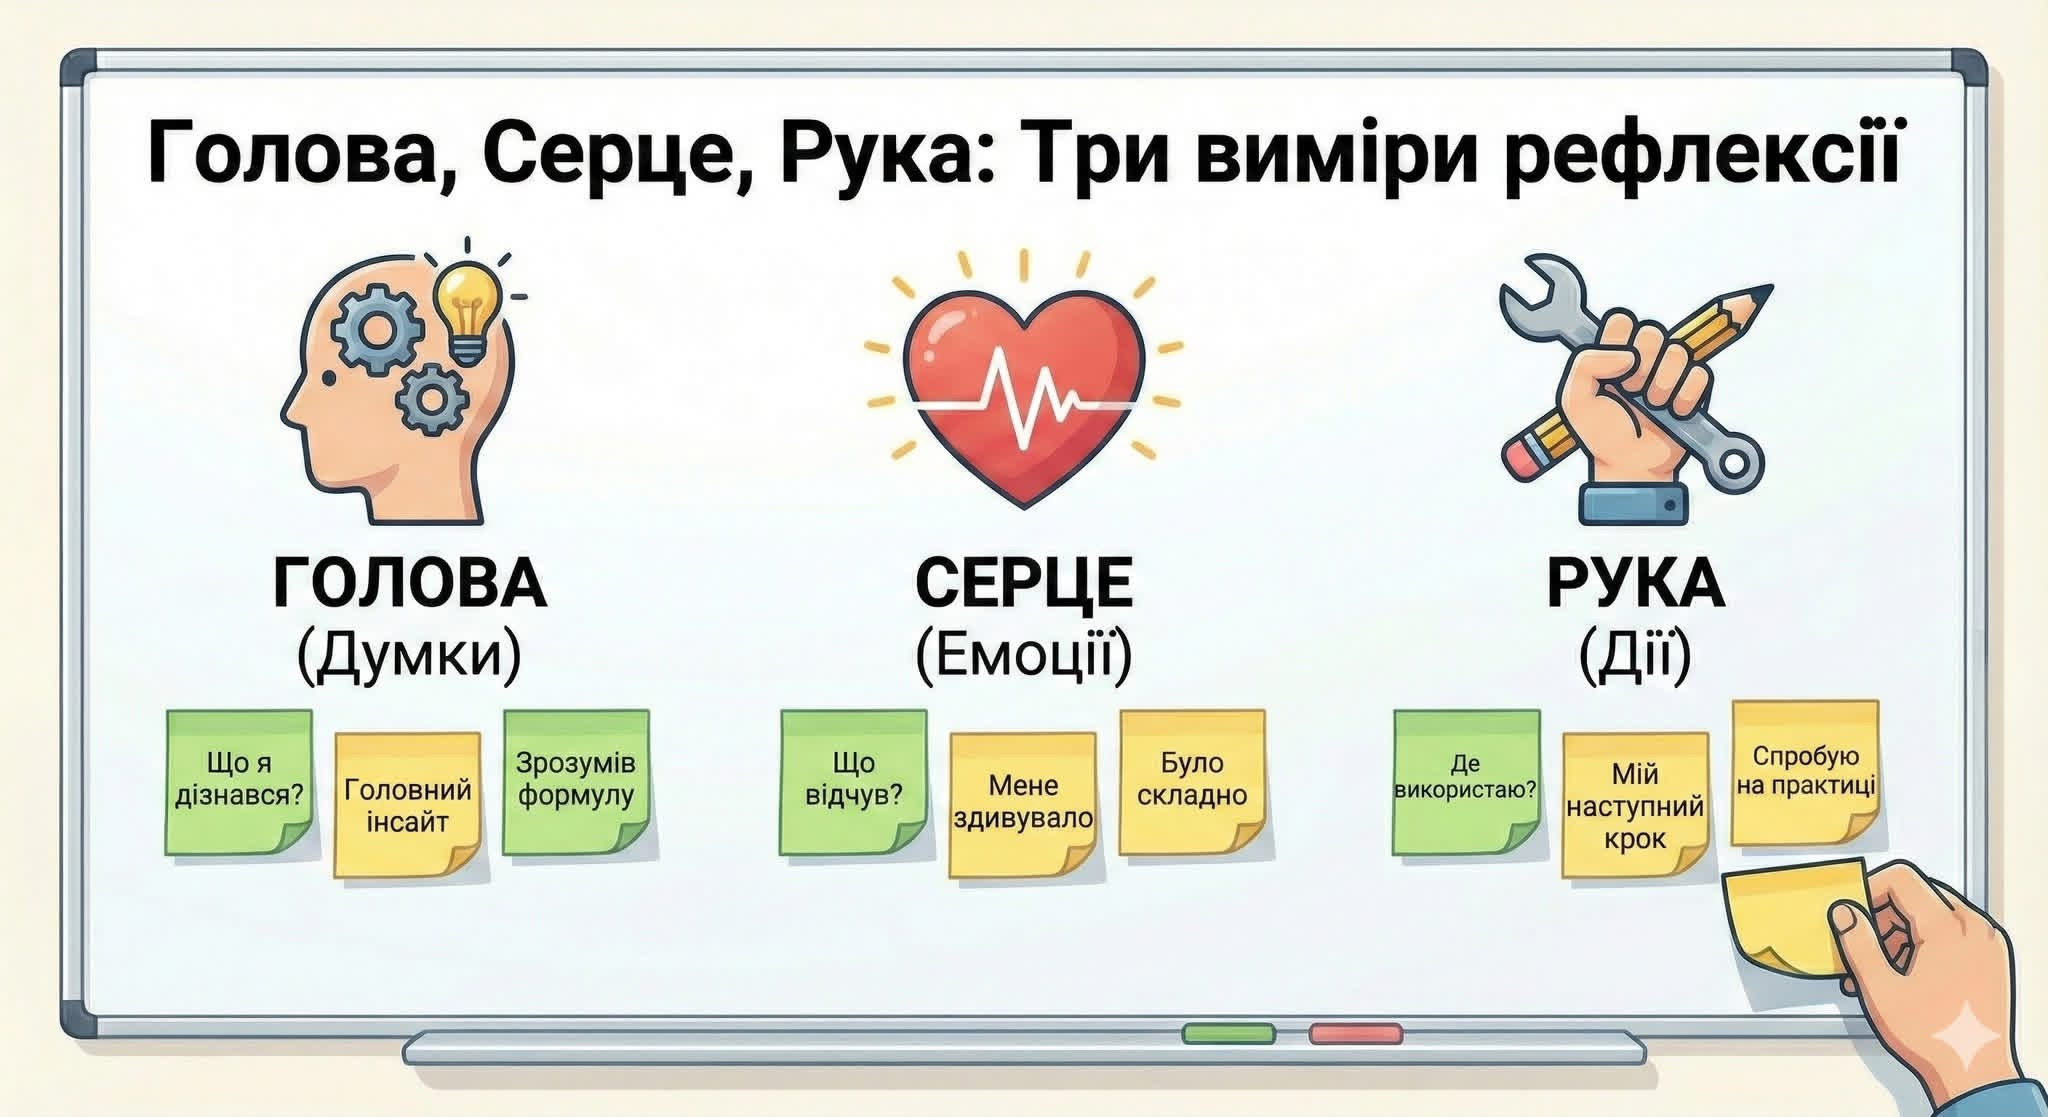 Голова, Серце, Рука: Три виміри рефлексії
ГОЛОВА
(Думки)
Що я
дізнався?
Головний
інсайт
Зрозумів
формулу
СЕРЦЕ
(Емоції)
Що
відчув?
Мене
здивувало
Було
складно
РУКА
(Дії)
Де
використаю?
Мій
наступний
крок
Спробую
на практиці